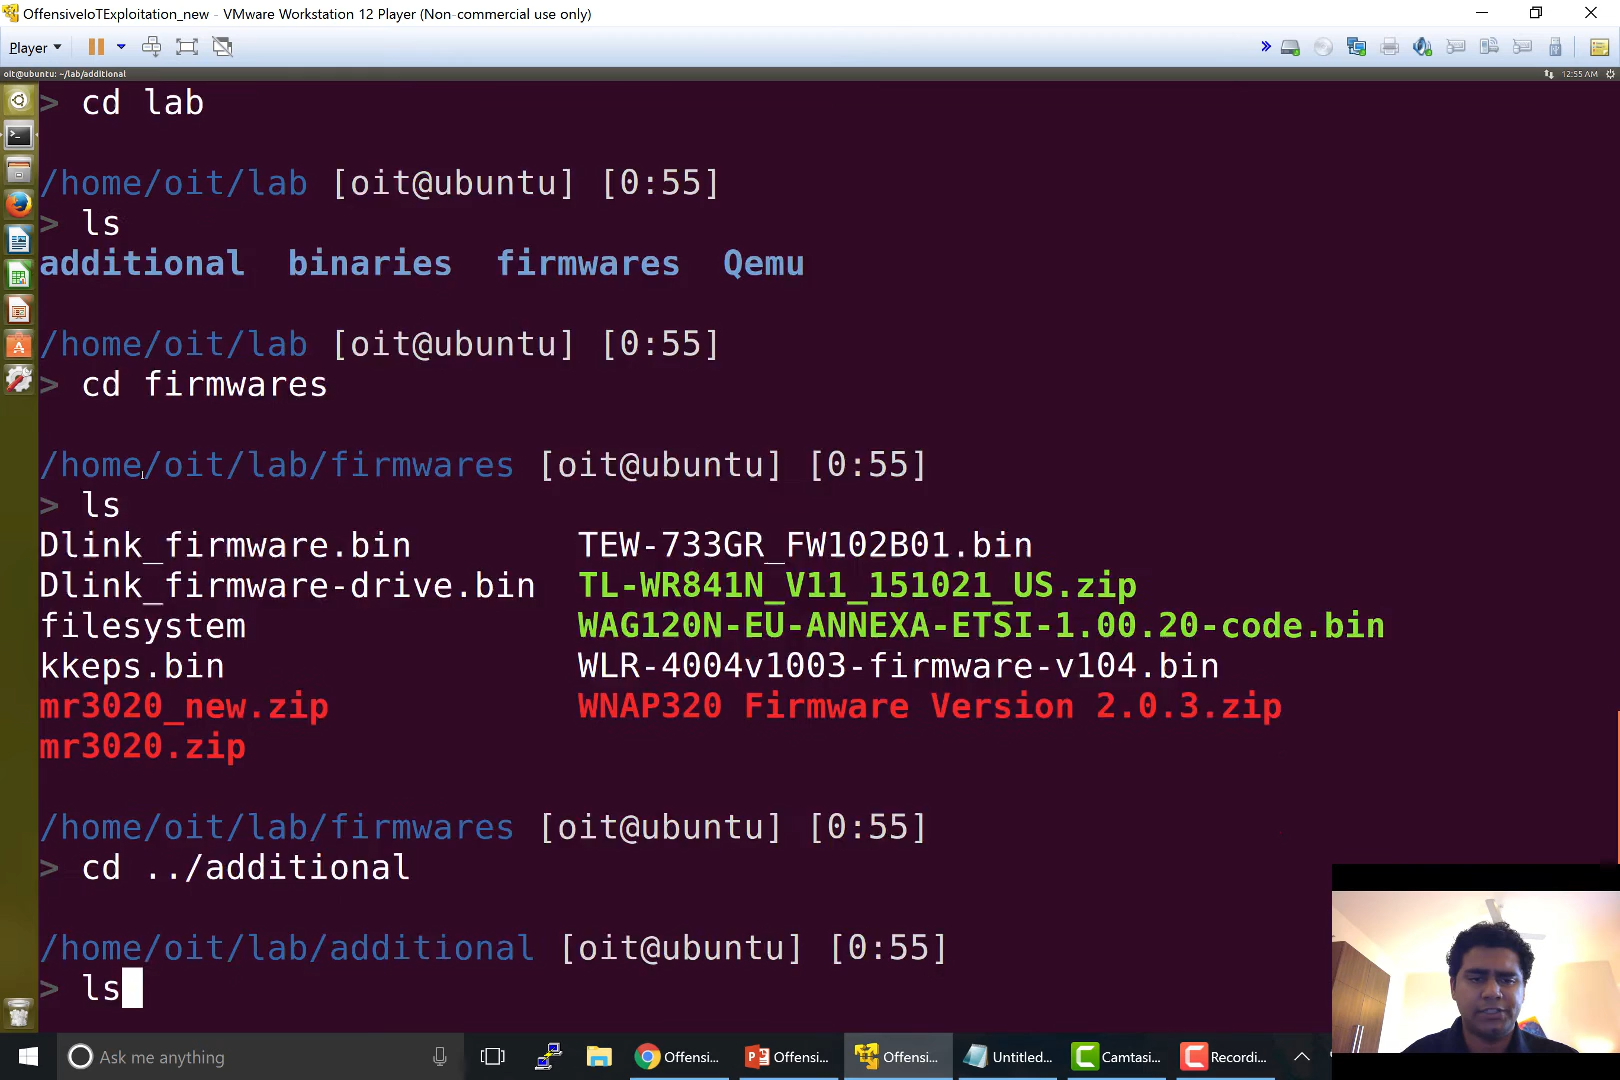 OffensiveIoTExploitation_new - VMware Workstation 12 Player (Non-commercial use only)
Player
oit@ubuntu: ~/lab/additional
12:55 AM
> cd lab
/home/oit/lab [oit@ubuntu] [0:55]
> ls
additional binaries firmwares Qemu
/home/oit/lab [oit@ubuntu] [0:55]
> cd firmwares
/home/oit/lab/firmwares [oit@ubuntu] [0:55]
> ls
Dlink_firmware.bin TEW-733GR_FW102B01.bin
Dlink_firmware-drive.bin TL-WR841N_V11_151021_US.zip
filesystem WAG120N-EU-ANNEXA-ETSI-1.00.20-code.bin
kkeps.bin WLR-4004v1003-firmware-v104.bin
mr3020_new.zip WNAP320 Firmware Version 2.0.3.zip
mr3020.zip
/home/oit/lab/firmwares [oit@ubuntu] [0:55]
> cd ../additional
/home/oit/lab/additional [oit@ubuntu] [0:55]
> ls
Ask me anything Offensi... Offensi... Offensi... Untitled... Camtasi... Recordi...